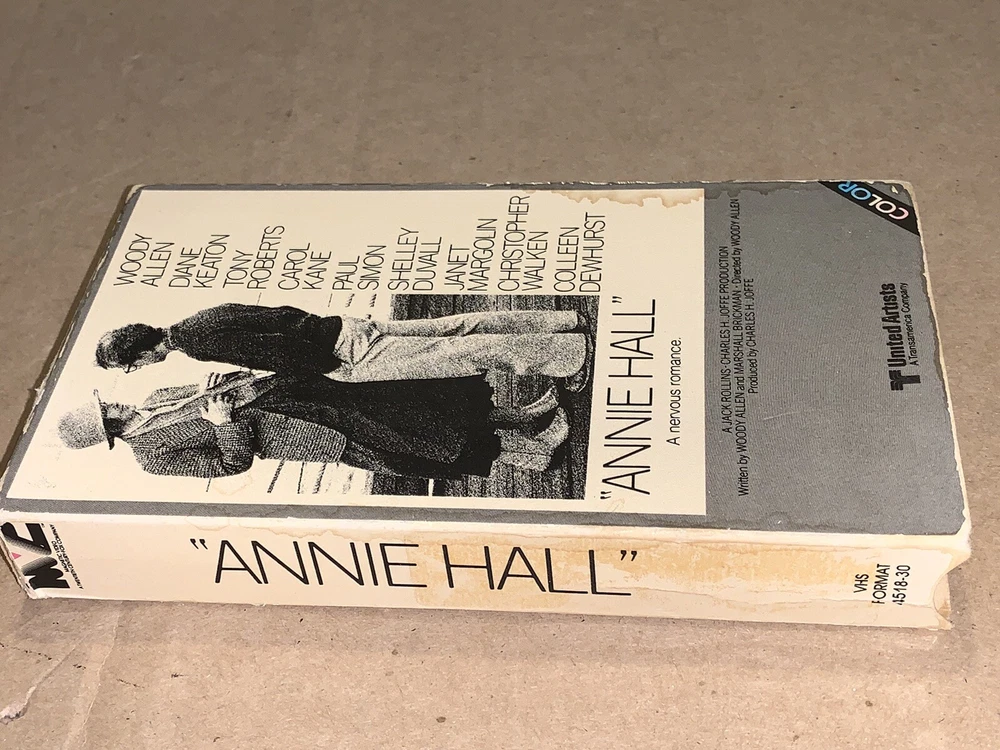 WOODY
ALLEN
DIANE
KEATON
TONY
ROBERTS
CAROL
KANE
PAUL
SIMON
SHELLEY
DUVALL
JANET
MARGOLIN
CHRISTOPHER
WALKEN
COLLEEN
DEWHURST
"ANNIE HALL"
A nervous romance.
A JACK ROLLINS·CHARLES H. JOFFE PRODUCTION
Written by WOODY ALLEN and MARSHALL BRICKMAN · Directed by WOODY ALLEN
Produced by CHARLES H. JOFFE
United Artists
A Transamerica Company
COLOR
"ANNIE HALL"
VHS
FORMAT
4518-30